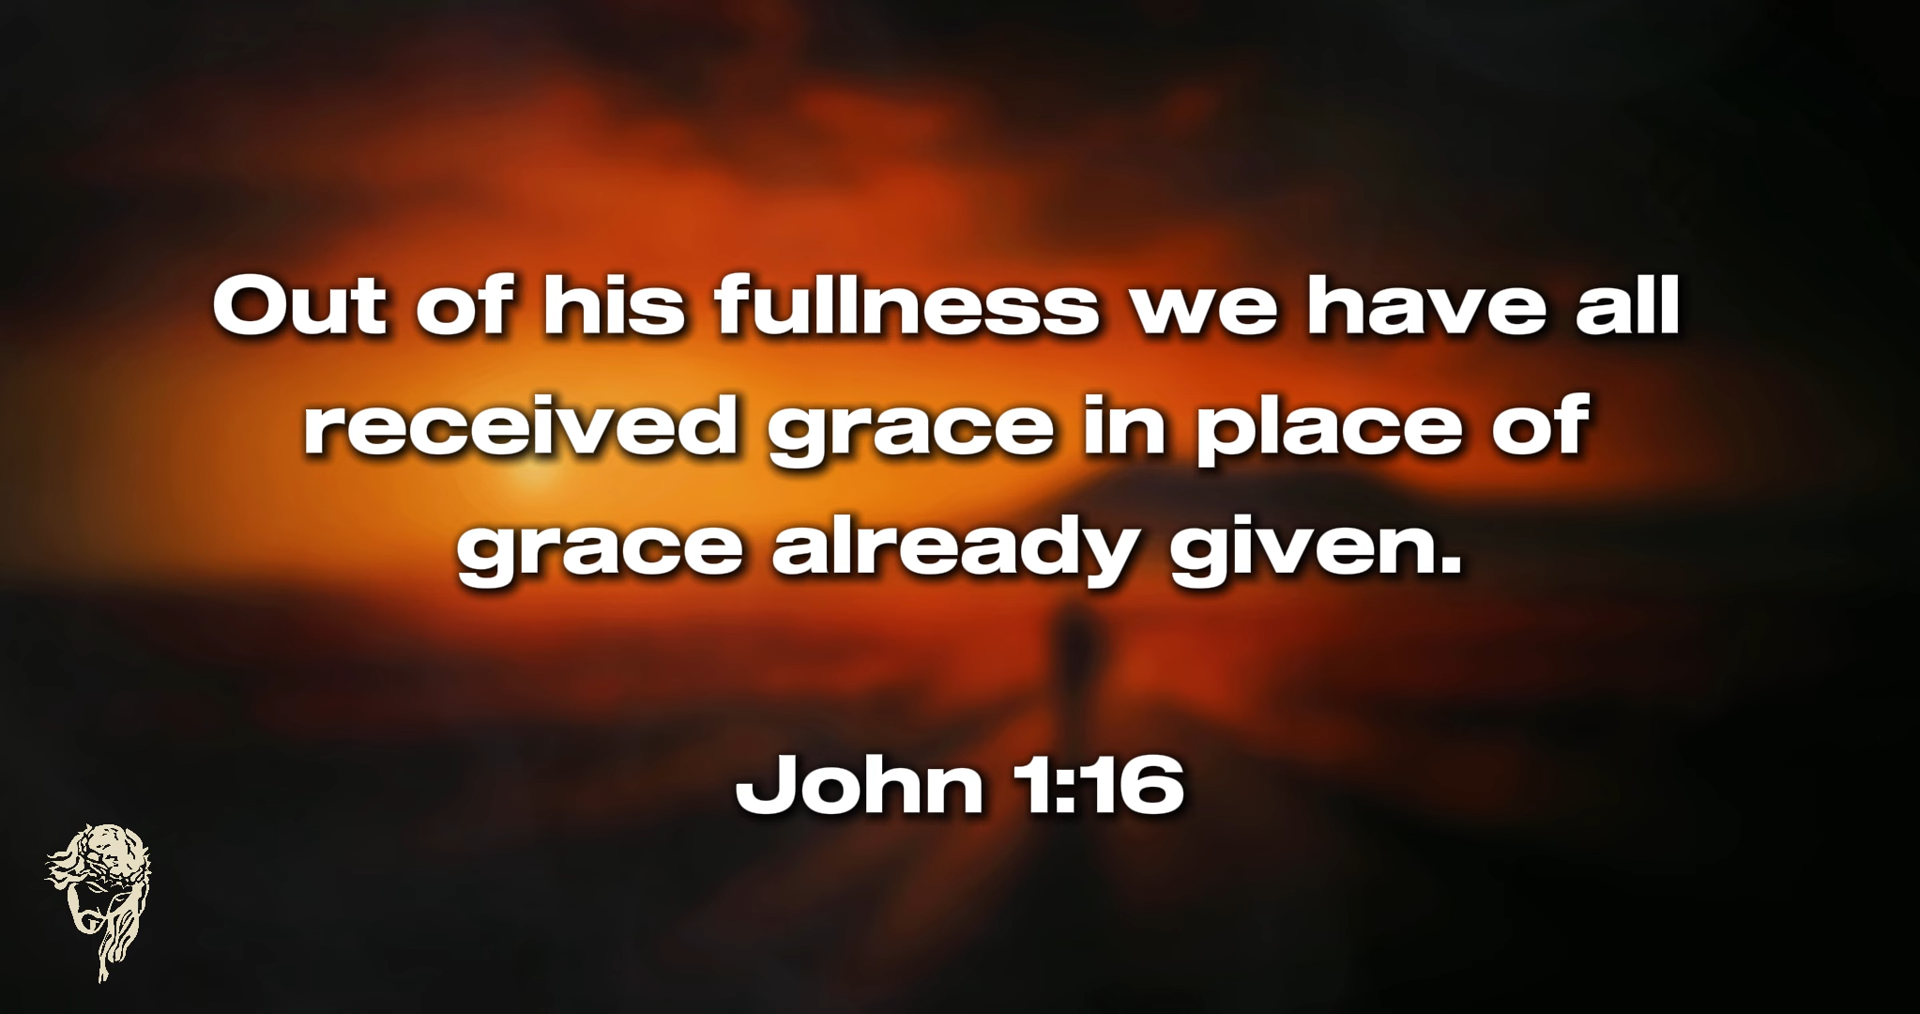 Out of his fullness we have all
received grace in place of
grace already given.
John 1:16